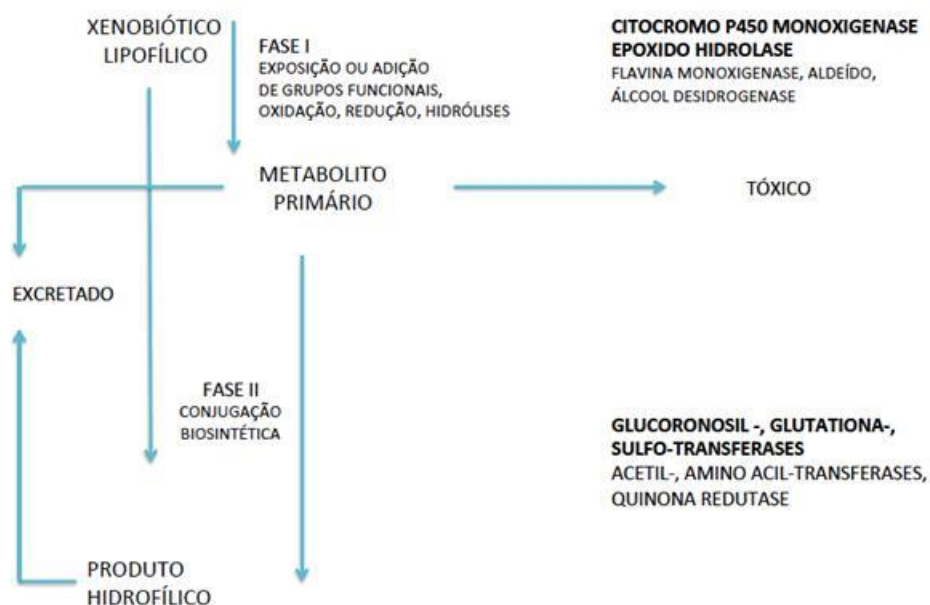 XENOBIÓTICO
LIPOFÍLICO
FASE I
EXPOSIÇÃO OU ADIÇÃO
DE GRUPOS FUNCIONAIS,
OXIDAÇÃO, REDUÇÃO, HIDRÓLISES
CITOCROMO P450 MONOXIGENASE
EPOXIDO HIDROLASE
FLAVINA MONOXIGENASE, ALDEÍDO,
ÁLCOOL DESIDROGENASE
METABOLITO
PRIMÁRIO
TÓXICO
EXCRETADO
FASE II
CONJUGAÇÃO
BIOSINTÉTICA
GLUCORONOSIL -, GLUTATIONA-,
SULFO-TRANSFERASES
ACETIL-, AMINO ACIL-TRANSFERASES,
QUINONA REDUTASE
PRODUTO
HIDROFÍLICO